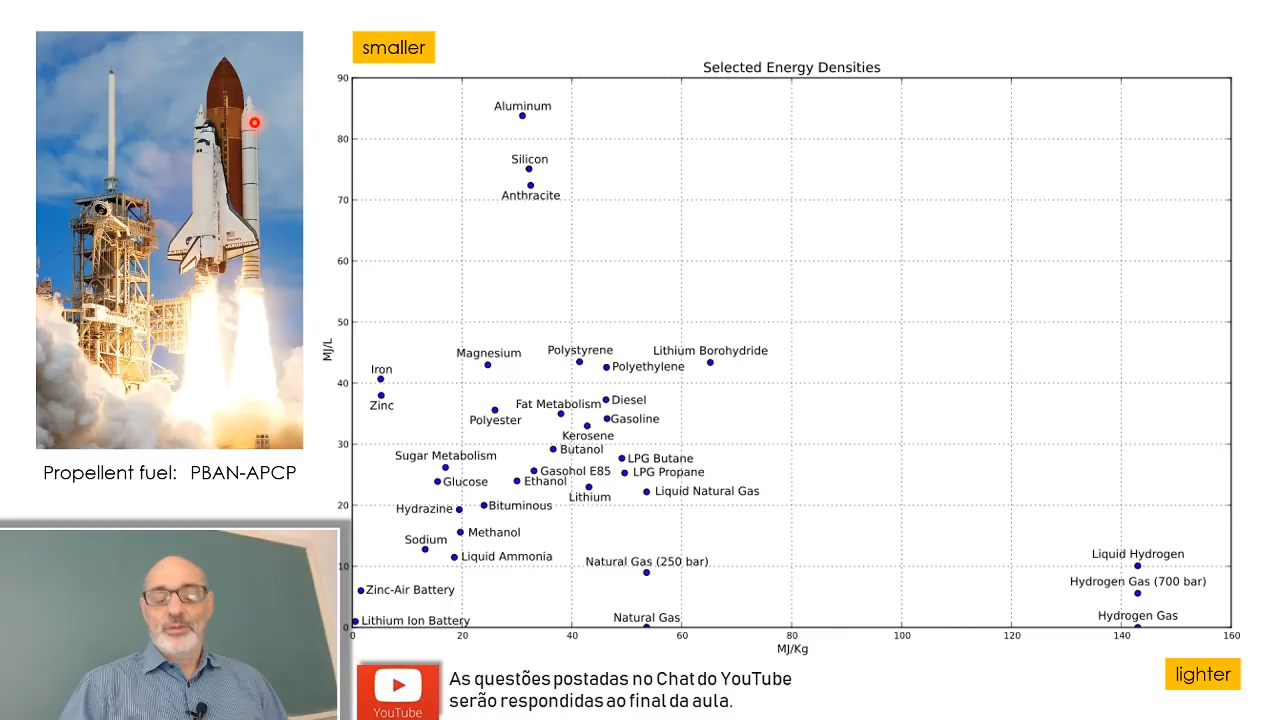 smaller
Selected Energy Densities
90
Aluminum
80
Silicon
Anthracite
70
60
50
MJ/L
Magnesium
Polystyrene
Lithium Borohydride
Polyethylene
Iron
40
Zinc
Fat Metabolism
Diesel
Polyester
Gasoline
Kerosene
30
Butanol
Sugar Metabolism
LPG Butane
Gasohol E85
LPG Propane
Glucose
Ethanol
Lithium
Liquid Natural Gas
20
Hydrazine
Bituminous
Methanol
Sodium
Liquid Ammonia
Natural Gas (250 bar)
Liquid Hydrogen
10
Hydrogen Gas (700 bar)
Zinc-Air Battery
Lithium Ion Battery
Natural Gas
Hydrogen Gas
0
0 20 40 60 80 100 120 140 160
MJ/Kg
lighter
Propellent fuel: PBAN-APCP
YouTube
As questões postadas no Chat do YouTube
serão respondidas ao final da aula.